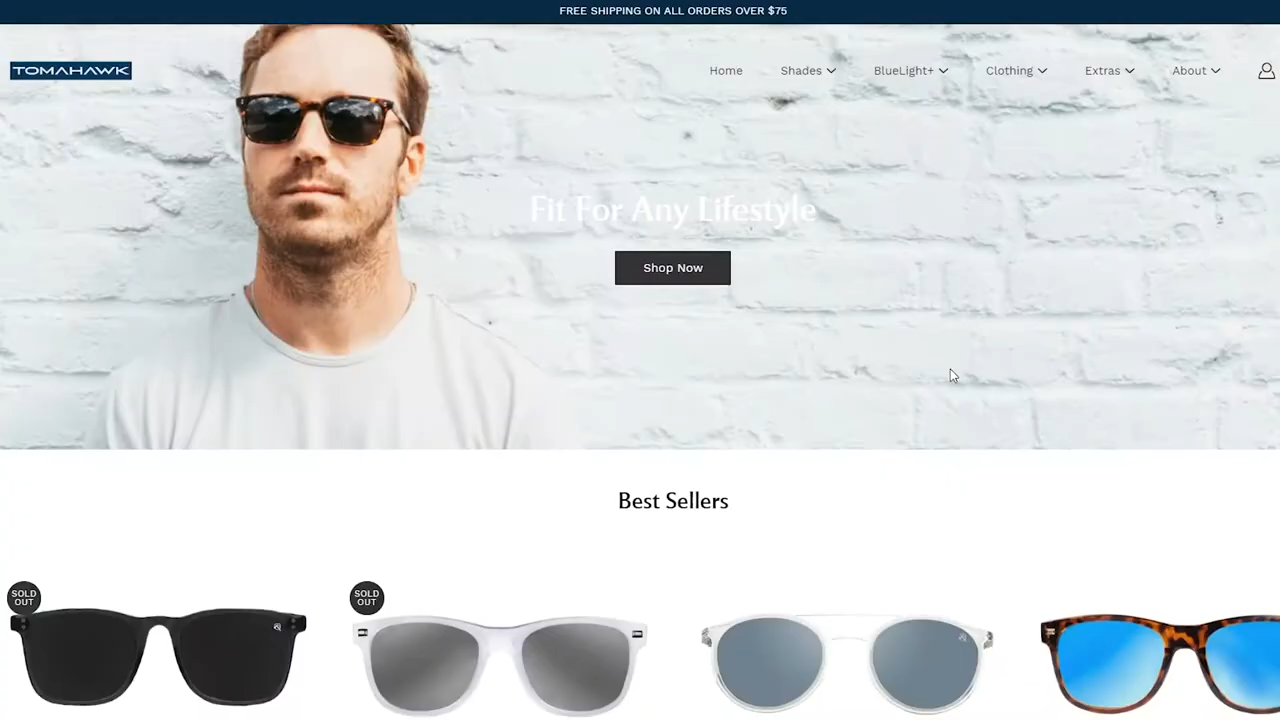 FREE SHIPPING ON ALL ORDERS OVER $75
TOMAHAWK
Home
Shades
BlueLight+
Clothing
Extras
About
Fit For Any Lifestyle
Shop Now
Best Sellers
SOLD
OUT
SOLD
OUT